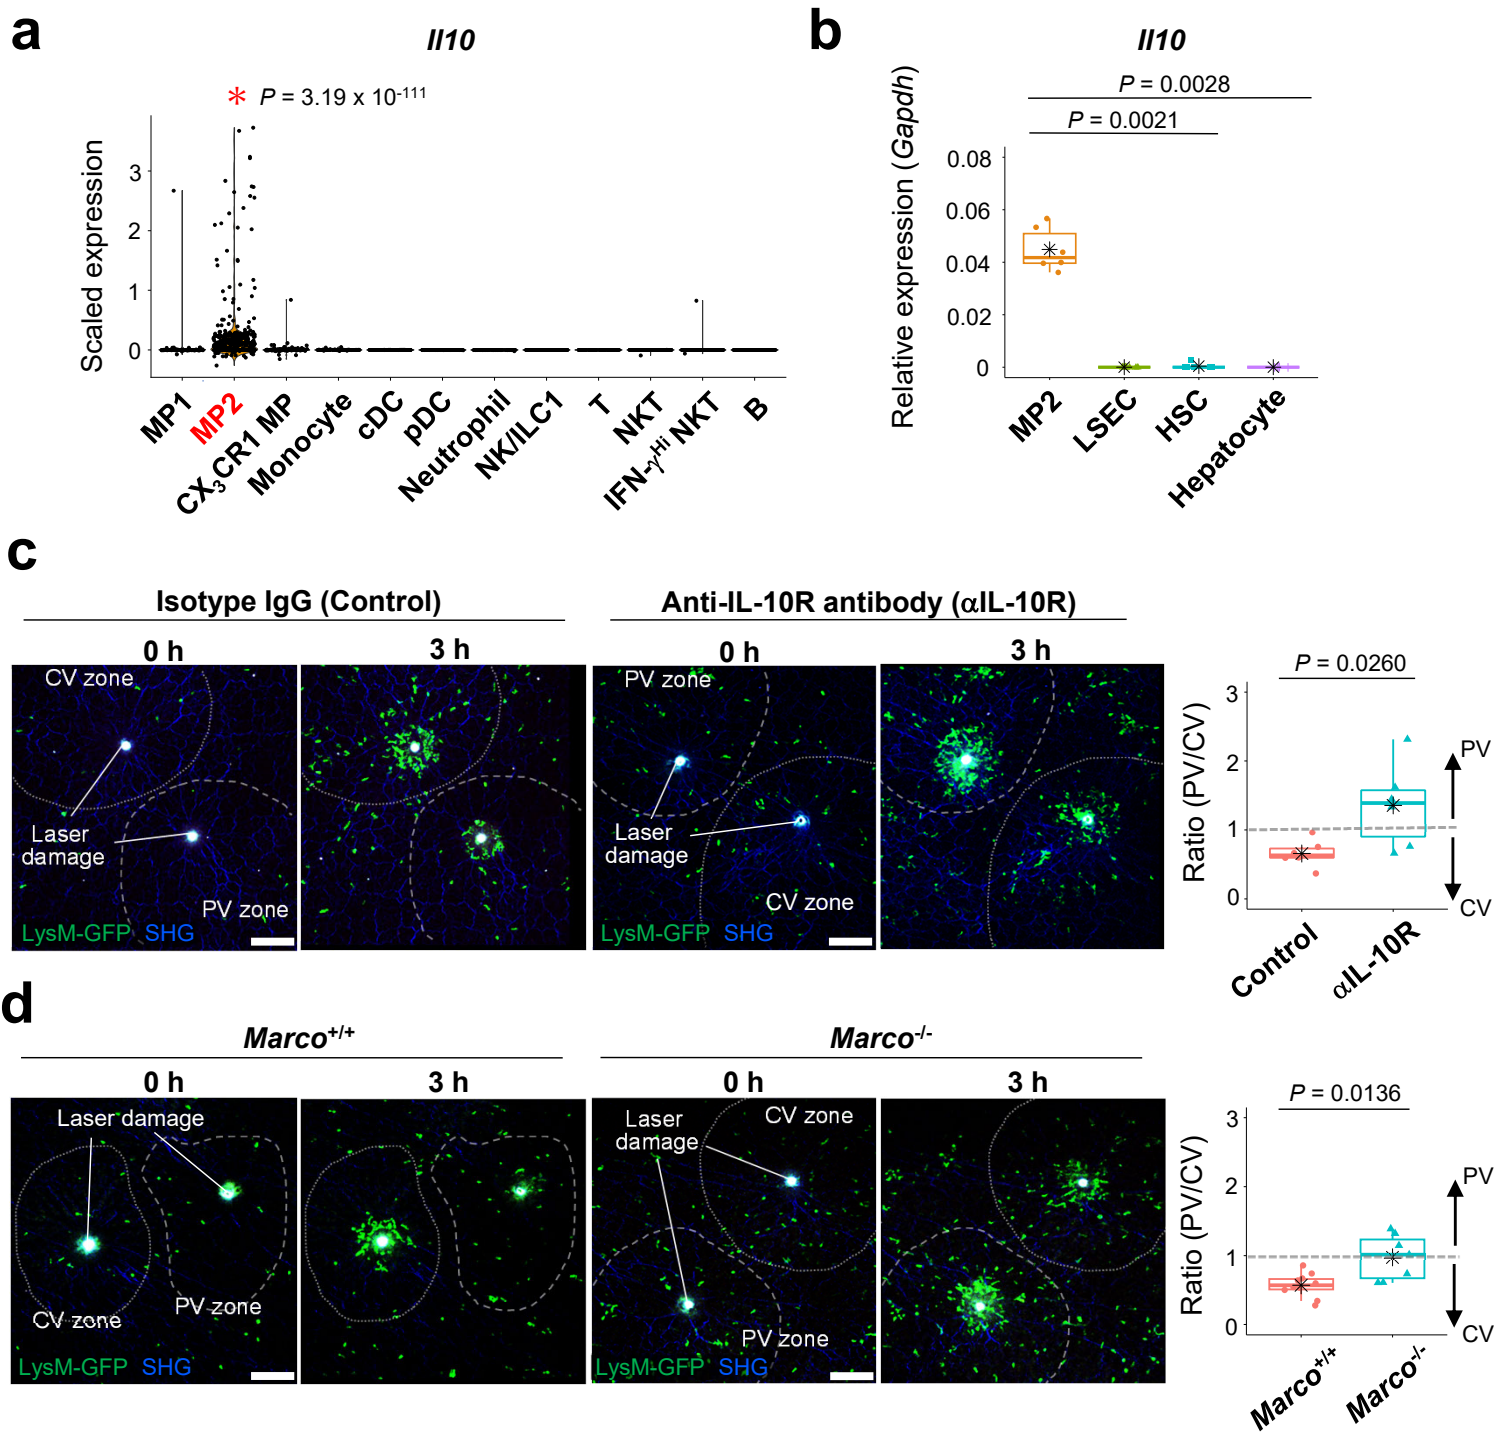 a
Il10
* P = 3.19 x 10-111
Scaled expression
3
2
1
0
MP1
MP2
CX3CR1 MP
Monocyte
cDC
pDC
Neutrophil
NK/ILC1
T
NKT
IFN-γHi NKT
B
b
Il10
P = 0.0028
P = 0.0021
Relative expression (Gapdh)
0.08
0.06
0.04
0.02
0
MP2
LSEC
HSC
Hepatocyte
c
Isotype IgG (Control)
Anti-IL-10R antibody (αIL-10R)
0 h
3 h
0 h
3 h
CV zone
Laser
damage
PV zone
LysM-GFP SHG
PV zone
Laser
damage
CV zone
LysM-GFP SHG
P = 0.0260
Ratio (PV/CV)
3
2
1
0
PV
CV
Control
αIL-10R
d
Marco+/+
Marco-/-
0 h
3 h
0 h
3 h
Laser damage
PV zone
CV zone
LysM-GFP SHG
Laser
damage
CV zone
PV zone
LysM-GFP SHG
P = 0.0136
Ratio (PV/CV)
3
2
1
0
PV
CV
Marco+/+
Marco-/-